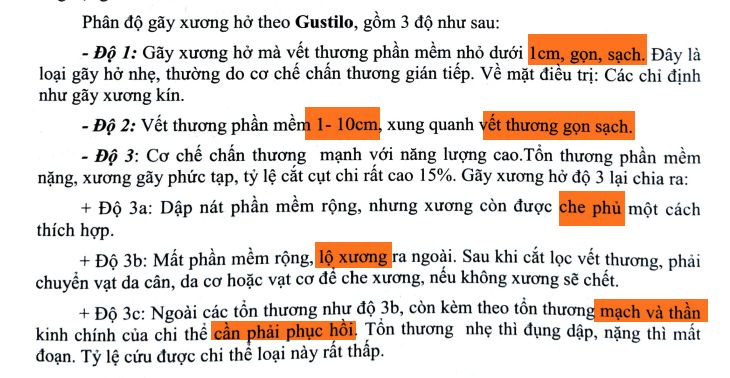 Phân độ gãy xương hở theo Gustilo, gồm 3 độ như sau:
- Độ 1: Gãy xương hở mà vết thương phần mềm nhỏ dưới 1cm, gọn, sạch. Đây là
loại gãy hở nhẹ, thường do cơ chế chấn thương gián tiếp. Về mặt điều trị: Các chỉ định
như gãy xương kín.
- Độ 2: Vết thương phần mềm 1- 10cm, xung quanh vết thương gọn sạch.
- Độ 3: Cơ chế chấn thương mạnh với năng lượng cao.Tổn thương phần mềm
nặng, xương gãy phức tạp, tỷ lệ cắt cụt chi rất cao 15%. Gãy xương hở độ 3 lại chia ra:
+ Độ 3a: Dập nát phần mềm rộng, nhưng xương còn được che phủ một cách
thích hợp.
+ Độ 3b: Mất phần mềm rộng, lộ xương ra ngoài. Sau khi cắt lọc vết thương, phải
chuyển vạt da cân, da cơ hoặc vạt cơ để che xương, nếu không xương sẽ chết.
+ Độ 3c: Ngoài các tổn thương như độ 3b, còn kèm theo tổn thương mạch và thần
kinh chính của chi thể cần phải phục hồi. Tổn thương nhẹ thì đụng dập, nặng thì mất
đoạn. Tỷ lệ cứu được chi thể loại này rất thấp.